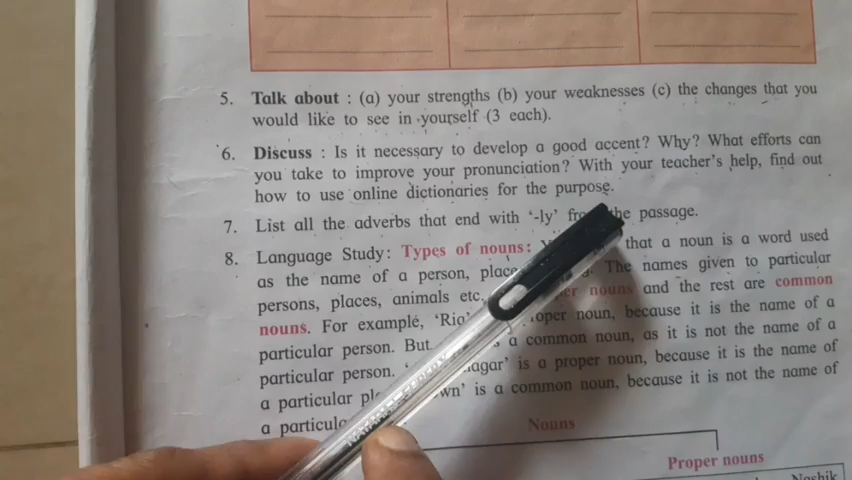 5. Talk about : (a) your strengths (b) your weaknesses (c) the changes that you
would like to see in yourself (3 each).
6. Discuss : Is it necessary to develop a good accent? Why? What efforts can
you take to improve your pronunciation? With your teacher's help, find out
how to use online dictionaries for the purpose.
7. List all the adverbs that end with '-ly' the passage.
8. Language Study: Types of nouns: that a noun is a word used
as the name of a person, The names given to particular
persons, places, animals etc. nouns and the rest are common
nouns. For example, 'Rio' noun, because it is the name of a
particular person. But a common noun, as it is not the name of a
particular person. is a proper noun, because it is the name of
a particular is a common noun, because it is not the name of
a
Nouns
Proper nouns
Nashik